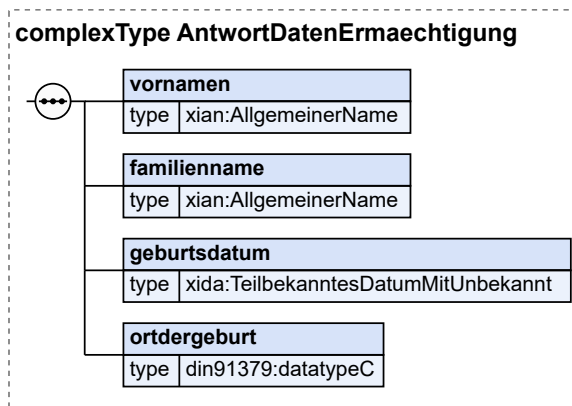 complexType AntwortDatenErmaechtigung
vornamen
type xian:AllgemeinerName
familienname
type xian:AllgemeinerName
geburtsdatum
type xida:TeilbekanntesDatumMitUnbekannt
ortdergeburt
type din91379:datatypeC